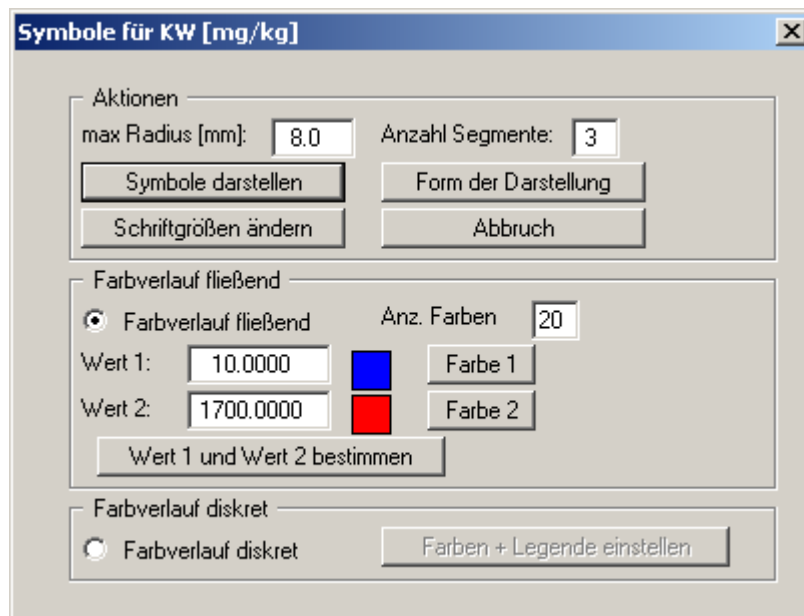 Symbole für KW [mg/kg]
Aktionen
max Radius [mm]: 8.0 Anzahl Segmente: 3
Symbole darstellen Form der Darstellung
Schriftgrößen ändern Abbruch
Farbverlauf fließend
Farbverlauf fließend Anz. Farben 20
Wert 1: 10.0000 Farbe 1
Wert 2: 1700.0000 Farbe 2
Wert 1 und Wert 2 bestimmen
Farbverlauf diskret
Farbverlauf diskret Farben + Legende einstellen